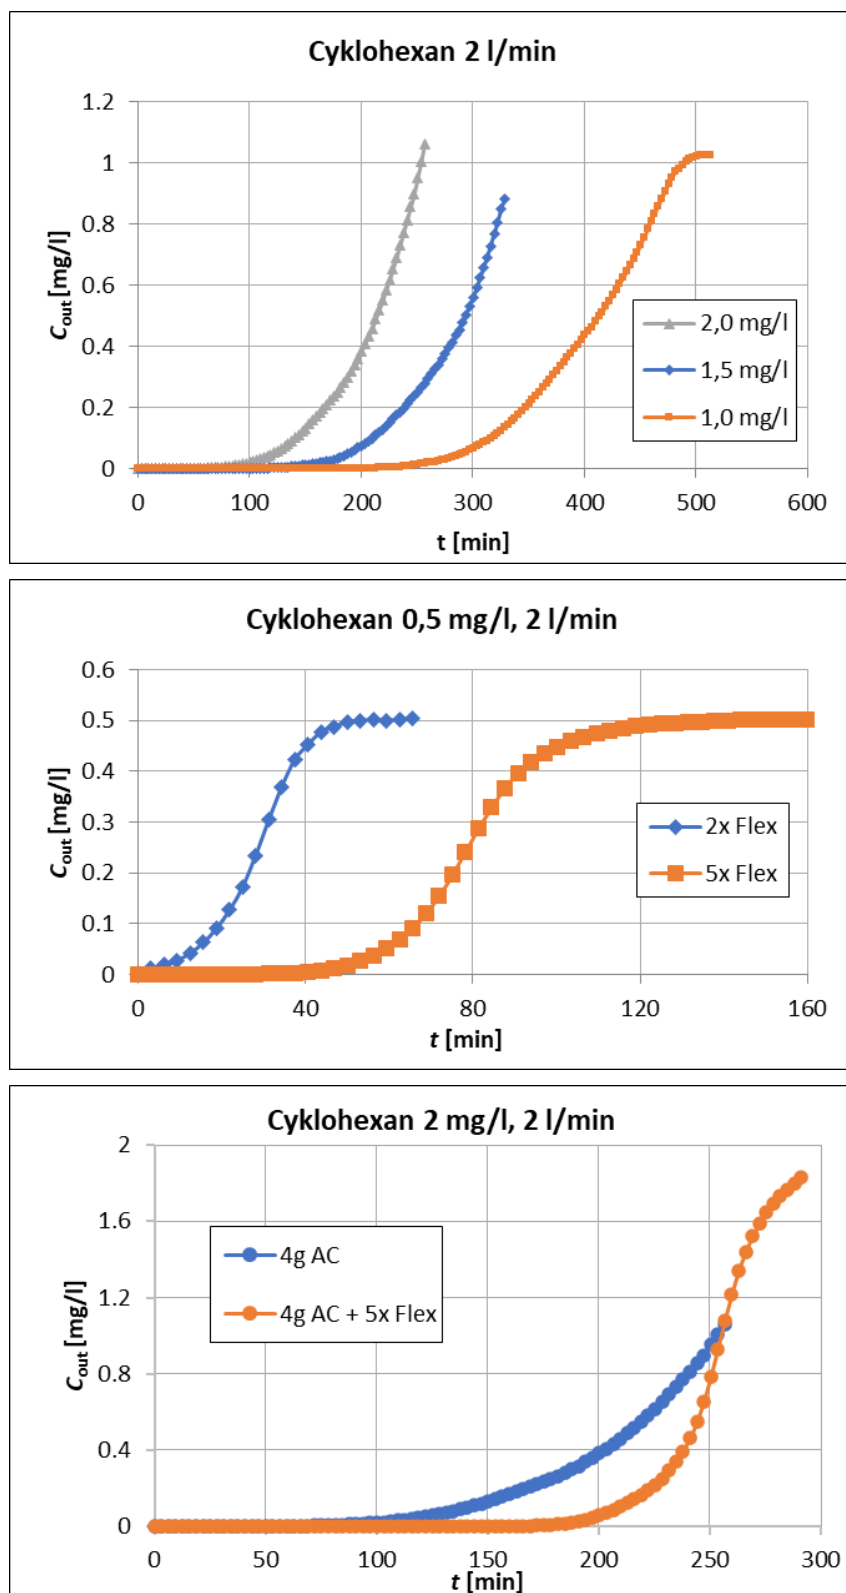 Cyklohexan 2 l/min
1.2
1
0.8
0.6
0.4
0.2
0
C out [mg/l]
2,0 mg/l
1,5 mg/l
1,0 mg/l
0 100 200 300 400 500 600
t [min]
Cyklohexan 0,5 mg/l, 2 l/min
0.6
0.5
0.4
0.3
0.2
0.1
0
C out [mg/l]
2x Flex
5x Flex
0 40 80 120 160
t [min]
Cyklohexan 2 mg/l, 2 l/min
2
1.6
1.2
0.8
0.4
0
C out [mg/l]
4g AC
4g AC + 5x Flex
0 50 100 150 200 250 300
t [min]